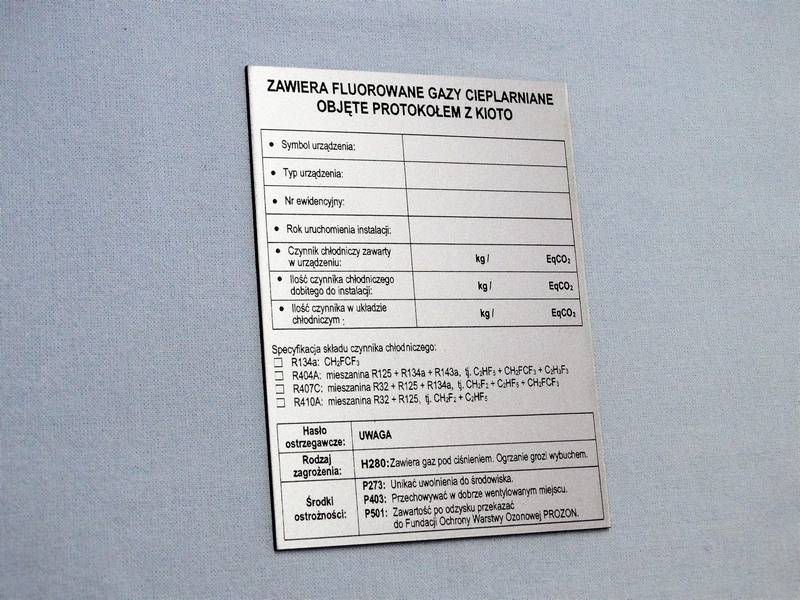 ZAWIERA FLUOROWANE GAZY CIEPLARNIANE
OBJĘTE PROTOKOŁEM Z KIOTO
• Symbol urządzenia:
• Typ urządzenia:
• Nr ewidencyjny:
• Rok uruchomienia instalacji:
• Czynnik chłodniczy zawarty
w urządzeniu: kg / EqCO₂
• Ilość czynnika chłodniczego
dobitego do instalacji: kg / EqCO₂
• Ilość czynnika w układzie
chłodniczym : kg / EqCO₂
Specyfikacja składu czynnika chłodniczego:
☐ R134a: CH₂FCF₃
☐ R404A: mieszanina R125 + R134a + R143a, tj. C₂HF₅ + CH₂FCF₃ + C₂H₃F₃
☐ R407C: mieszanina R32 + R125 + R134a, tj. CH₂F₂ + C₂HF₅ + CH₂FCF₃
☐ R410A: mieszanina R32 + R125, tj. CH₂F₂ + C₂HF₅
Hasło
ostrzegawcze: UWAGA
Rodzaj
zagrożenia: H280:Zawiera gaz pod ciśnieniem. Ogrzanie grozi wybuchem.
Środki
ostrożności:
P273: Unikać uwolnienia do środowiska.
P403: Przechowywać w dobrze wentylowanym miejscu.
P501: Zawartość po odzysku przekazać
do Fundacji Ochrony Warstwy Ozonowej PROZON.